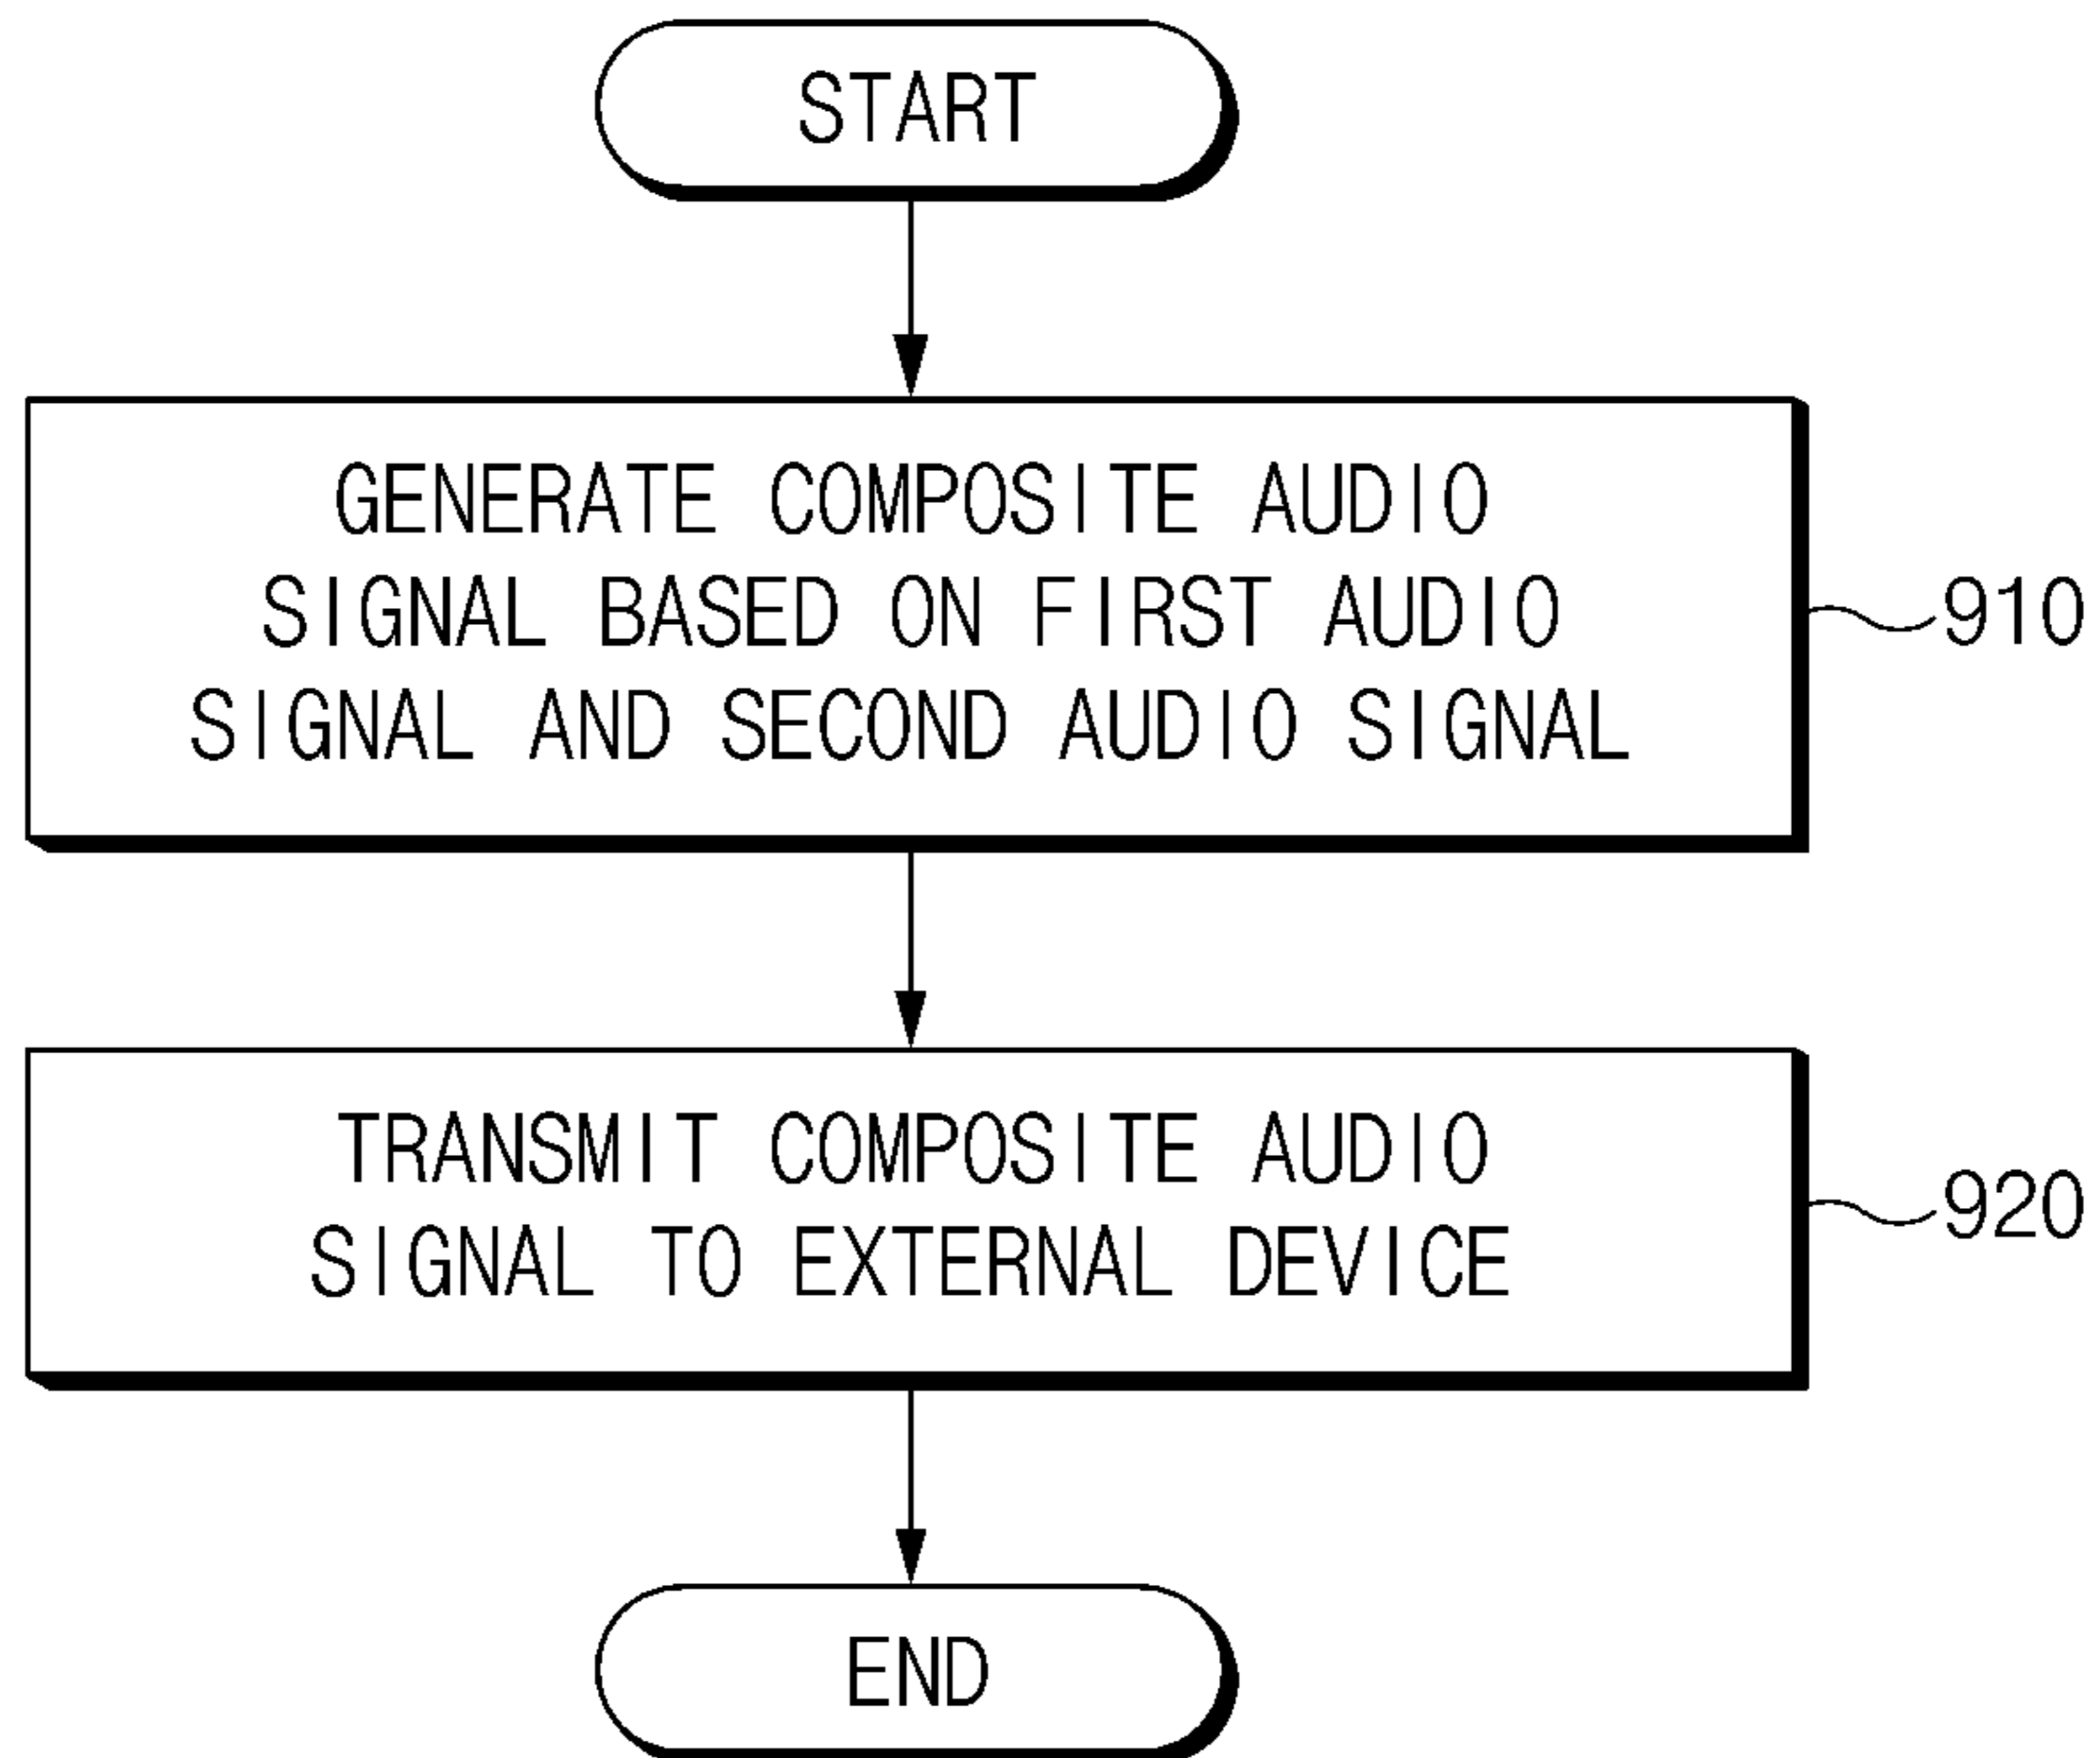 START
GENERATE COMPOSITE AUDIO
SIGNAL BASED ON FIRST AUDIO
SIGNAL AND SECOND AUDIO SIGNAL
910
TRANSMIT COMPOSITE AUDIO
SIGNAL TO EXTERNAL DEVICE
920
END